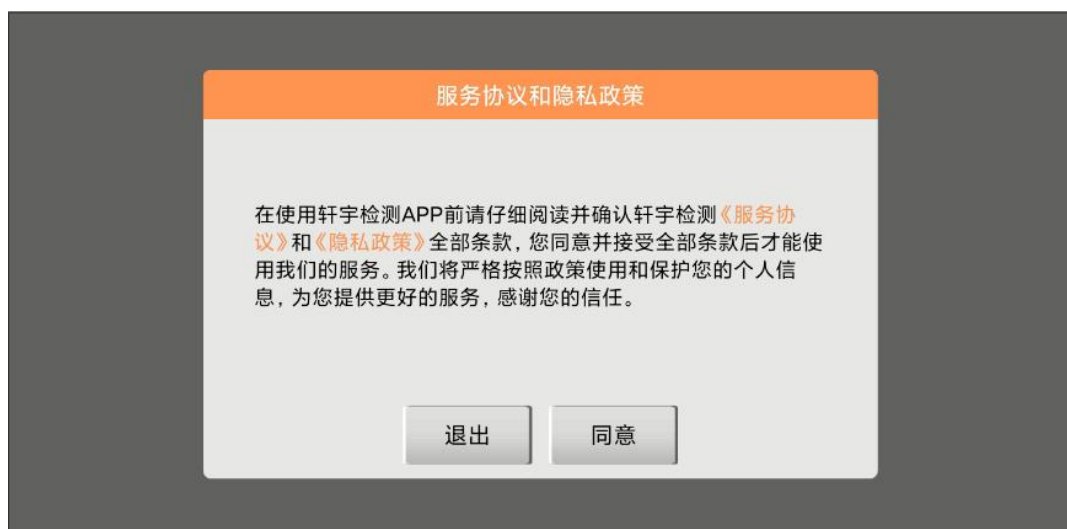 服务协议和隐私政策
在使用轩宇检测APP前请仔细阅读并确认轩宇检测《服务协
议》和《隐私政策》全部条款，您同意并接受全部条款后才能使
用我们的服务。我们将严格按照政策使用和保护您的个人信
息，为您提供更好的服务，感谢您的信任。
退出 同意